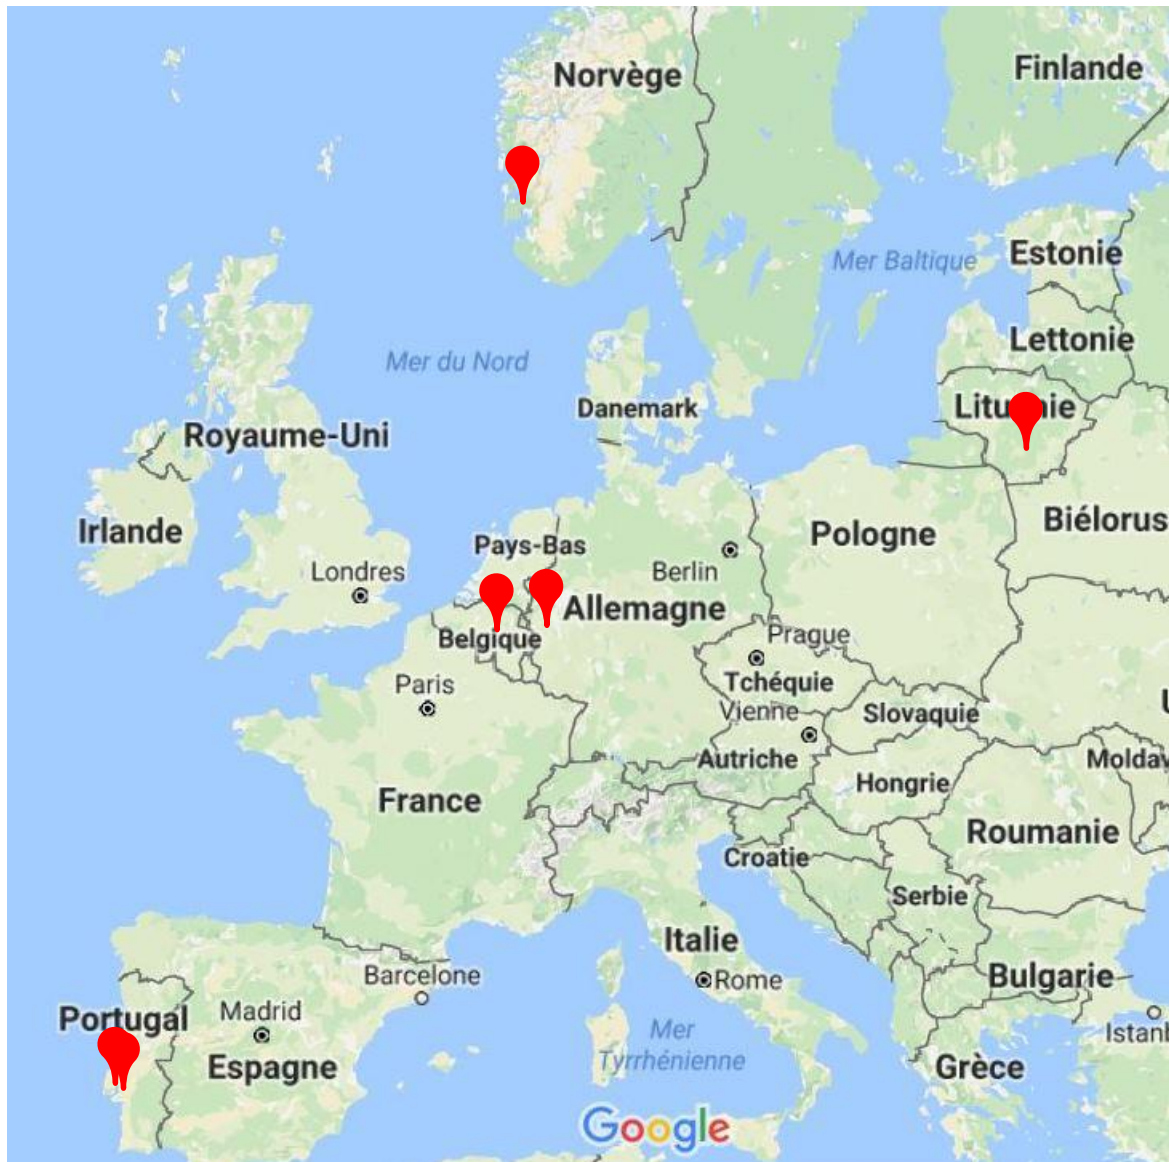 Norvège
Finlande
Estonie
Mer Baltique
Lettonie
Mer du Nord
Danemark
Royaume-Uni
Irlande
Pologne
Biélorus
Pays-Bas
Londres
Berlin
Allemagne
Belgique
Prague
Tchéquie
Paris
Vienne
Slovaquie
Autriche
Moldav
Hongrie
France
Roumanie
Croatie
Serbie
Italie
Barcelone
Rome
Bulgarie
Portugal
Madrid
Istanb
Mer
Tyrrhénienne
Espagne
Grèce
Google